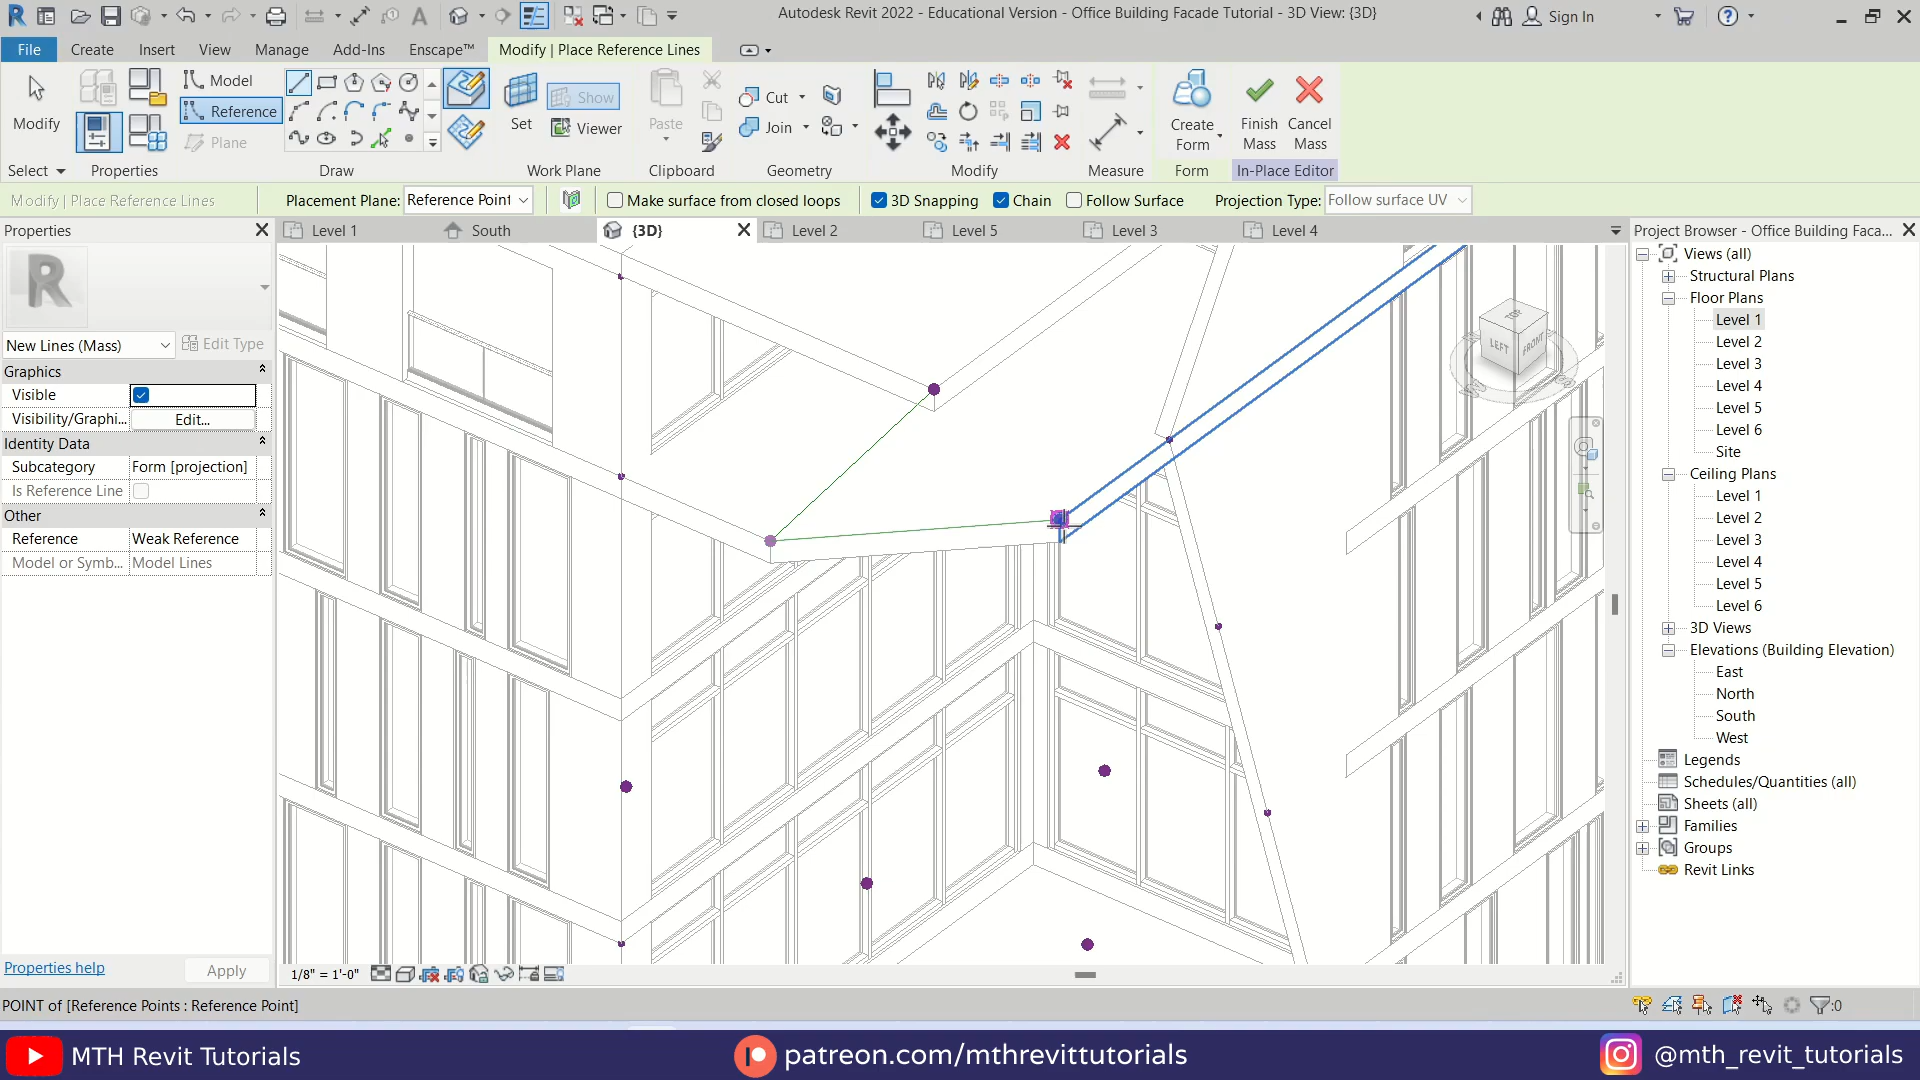 Autodesk Revit 2022 - Educational Version - Office Building Facade Tutorial - 3D View: {3D}
Sign In
File
Create
Insert
View
Manage
Add-Ins
Enscape™
Modify | Place Reference Lines
Modify
Model
Reference
Plane
Set
Show
Viewer
Paste
Cut
Join
Create
Form
Finish
Mass
Cancel
Mass
Select
Properties
Draw
Work Plane
Clipboard
Geometry
Modify
Measure
Form
In-Place Editor
Modify | Place Reference Lines
Placement Plane:
Reference Point
Make surface from closed loops
3D Snapping
Chain
Follow Surface
Projection Type:
Follow surface UV
Properties
Level 1
South
{3D}
Level 2
Level 5
Level 3
Level 4
Project Browser - Office Building Faca...
New Lines (Mass)
Edit Type
Graphics
Visible
Visibility/Graphi...
Edit...
Identity Data
Subcategory
Form [projection]
Is Reference Line
Other
Reference
Weak Reference
Model or Symb...
Model Lines
Properties help
Apply
TOP
LEFT
FRONT
Views (all)
Structural Plans
Floor Plans
Level 1
Level 2
Level 3
Level 4
Level 5
Level 6
Site
Ceiling Plans
Level 1
Level 2
Level 3
Level 4
Level 5
Level 6
3D Views
Elevations (Building Elevation)
East
North
South
West
Legends
Schedules/Quantities (all)
Sheets (all)
Families
Groups
Revit Links
1/8" = 1'-0"
POINT of [Reference Points : Reference Point]
:0
MTH Revit Tutorials
patreon.com/mthrevittutorials
@mth_revit_tutorials